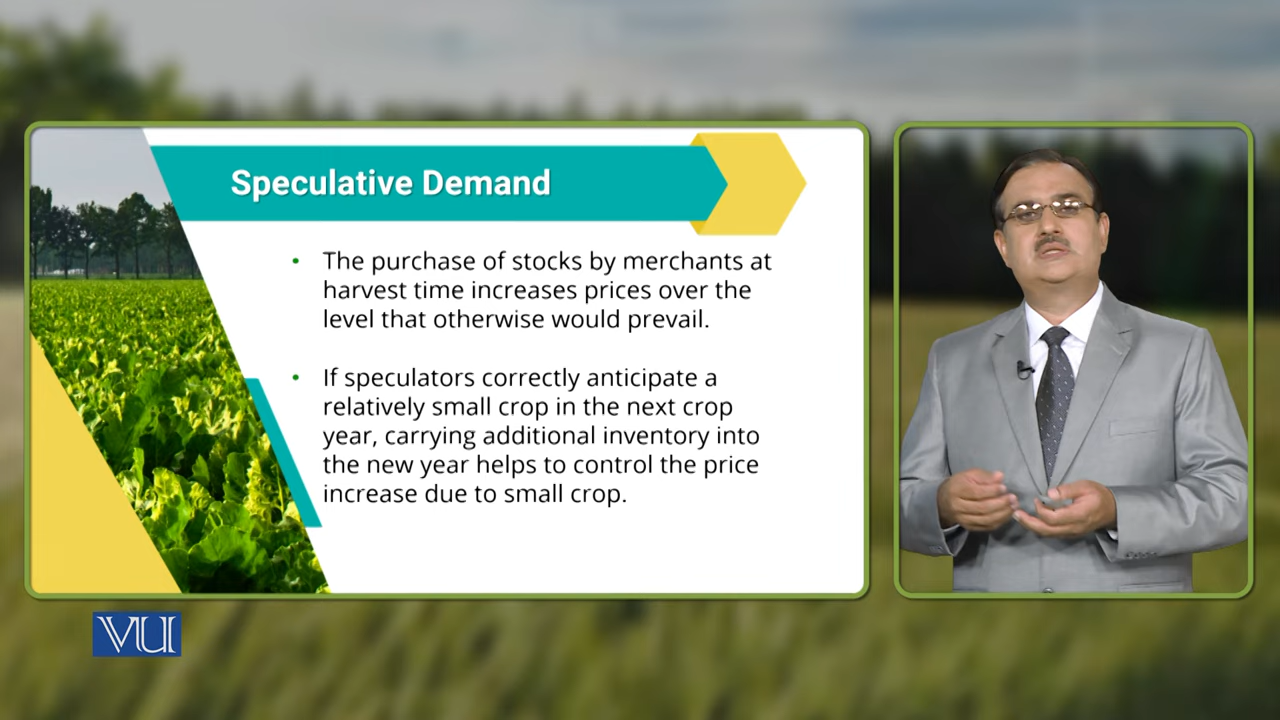 Speculative Demand
• The purchase of stocks by merchants at
harvest time increases prices over the
level that otherwise would prevail.
• If speculators correctly anticipate a
relatively small crop in the next crop
year, carrying additional inventory into
the new year helps to control the price
increase due to small crop.
VU